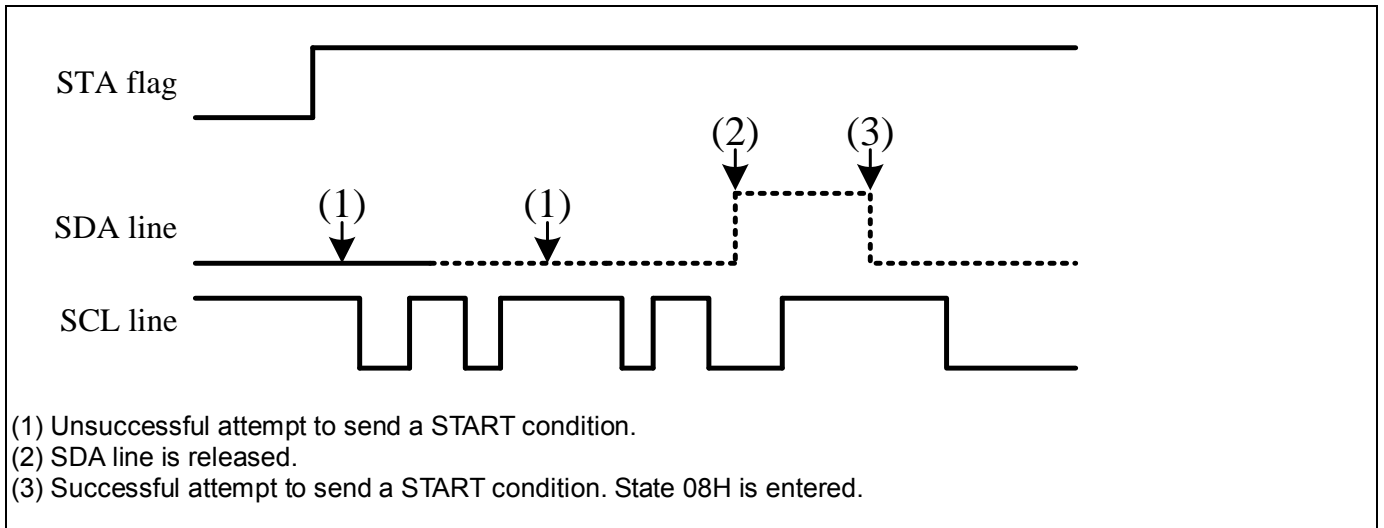 STA flag
(2) (3)
(1) (1)
SDA line
SCL line
(1) Unsuccessful attempt to send a START condition.
(2) SDA line is released.
(3) Successful attempt to send a START condition. State 08H is entered.